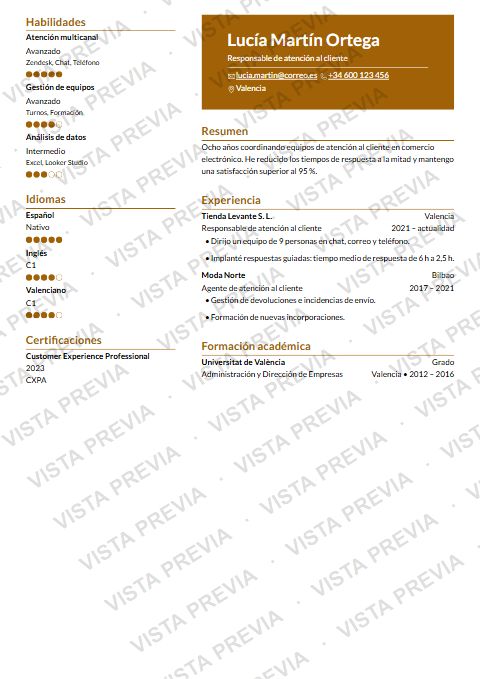 Habilidades
Atención multicanal
Avanzado
Zendesk, Chat, Teléfono
Gestión de equipos
Avanzado
Turnos, Formación
Análisis de datos
Intermedio
Excel, Looker Studio
Idiomas
Español
Nativo
Inglés
C1
Valenciano
C1
Certificaciones
Customer Experience Professional
2023
CXPA
Lucía Martín Ortega
Responsable de atención al cliente
lucia.martin@correo.es +34 600 123 456
Valencia
Resumen
Ocho años coordinando equipos de atención al cliente en comercio
electrónico. He reducido los tiempos de respuesta a la mitad y mantengo
una satisfacción superior al 95 %.
Experiencia
Tienda Levante S. L. Valencia
Responsable de atención al cliente 2021 – actualidad
• Dirijo un equipo de 9 personas en chat, correo y teléfono.
• Implanté respuestas guiadas: tiempo medio de respuesta de 6 h a 2,5 h.
Moda Norte Bilbao
Agente de atención al cliente 2017 – 2021
• Gestión de devoluciones e incidencias de envío.
• Formación de nuevas incorporaciones.
Formación académica
Universitat de València Grado
Administración y Dirección de Empresas Valencia • 2012 – 2016
VISTA PREVIA